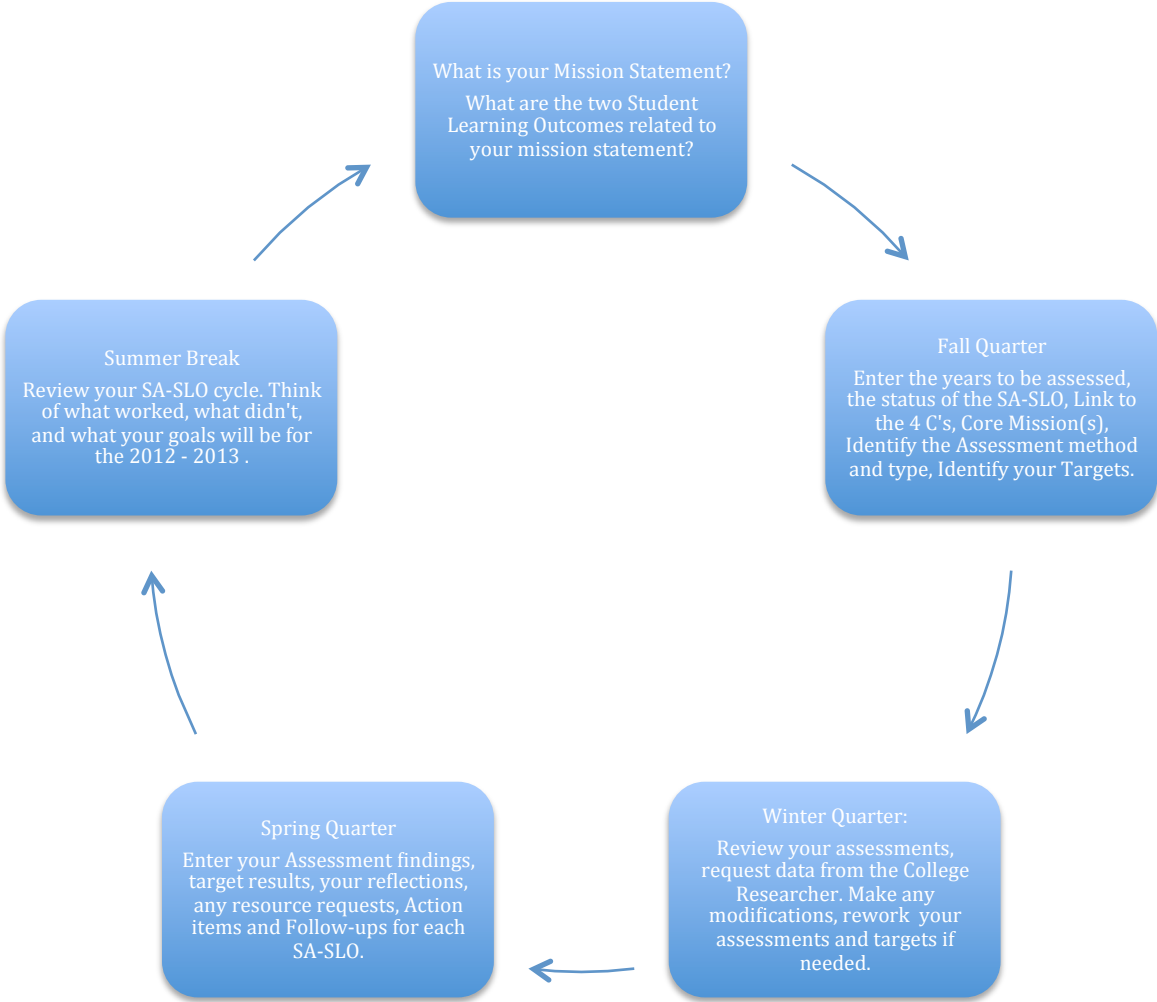 What is your Mission Statement?
What are the two Student
Learning Outcomes related to
your mission statement?
Fall Quarter
Enter the years to be assessed,
the status of the SA-SLO, Link to
the 4 C's, Core Mission(s),
Identify the Assessment method
and type, Identify your Targets.
Winter Quarter:
Review your assessments,
request data from the College
Researcher. Make any
modifications, rework your
assessments and targets if
needed.
Spring Quarter
Enter your Assessment findings,
target results, your reflections,
any resource requests, Action
items and Follow-ups for each
SA-SLO.
Summer Break
Review your SA-SLO cycle. Think
of what worked, what didn't,
and what your goals will be for
the 2012 - 2013 .